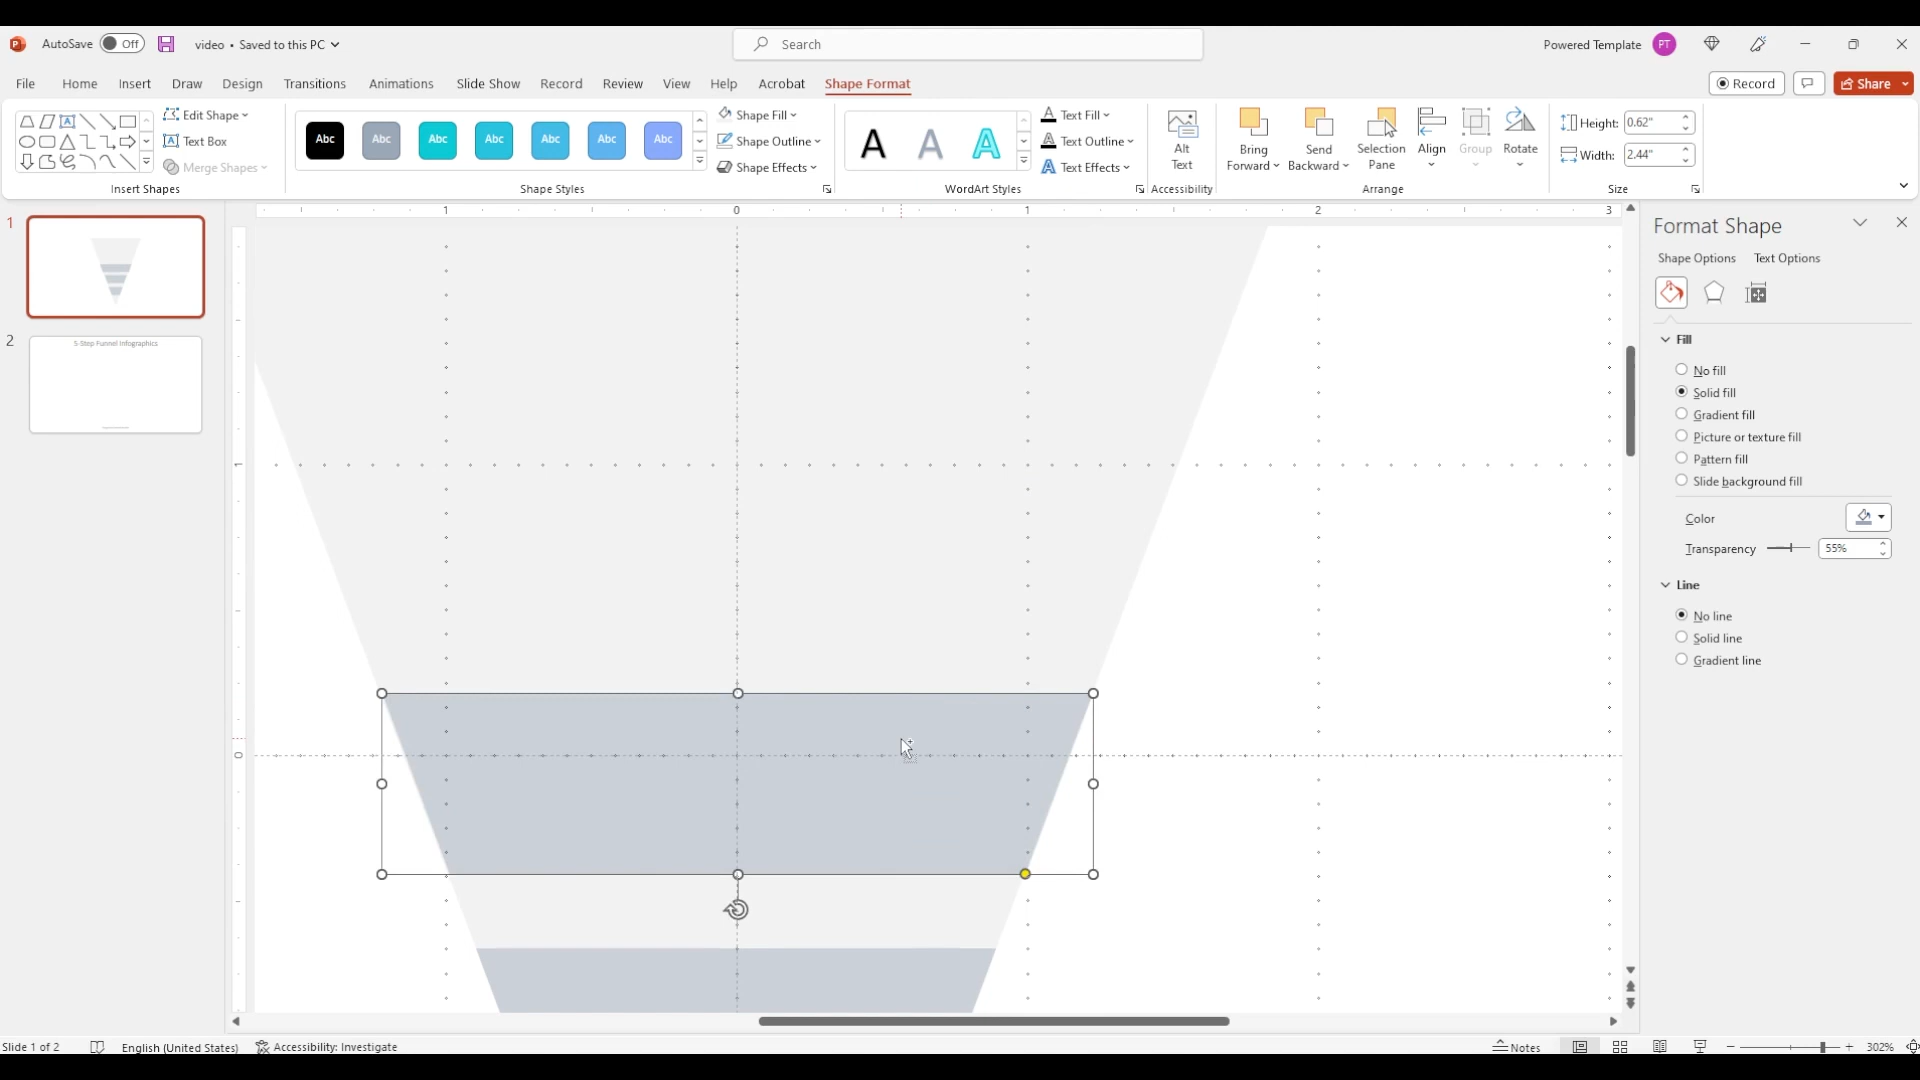 AutoSave Off video • Saved to this PC Search Powered Template PT
File Home Insert Draw Design Transitions Animations Slide Show Record Review View Help Acrobat Shape Format Record Share
Edit Shape
Text Box
Merge Shapes
Insert Shapes
Abc Abc Abc Abc Abc Abc Abc
Shape Styles
Shape Fill
Shape Outline
Shape Effects
A A A
WordArt Styles
Text Fill
Text Outline
Text Effects
Alt Text
Accessibility
Bring Forward
Send Backward
Selection Pane
Align
Group
Rotate
Arrange
Height: 0.62"
Width: 2.44"
Size
1 0 1 2 3
1
0
1
2
5-Step Funnel Infographics
Format Shape
Shape Options Text Options
Fill
No fill
Solid fill
Gradient fill
Picture or texture fill
Pattern fill
Slide background fill
Color
Transparency 55%
Line
No line
Solid line
Gradient line
Slide 1 of 2 English (United States) Accessibility: Investigate Notes 302%